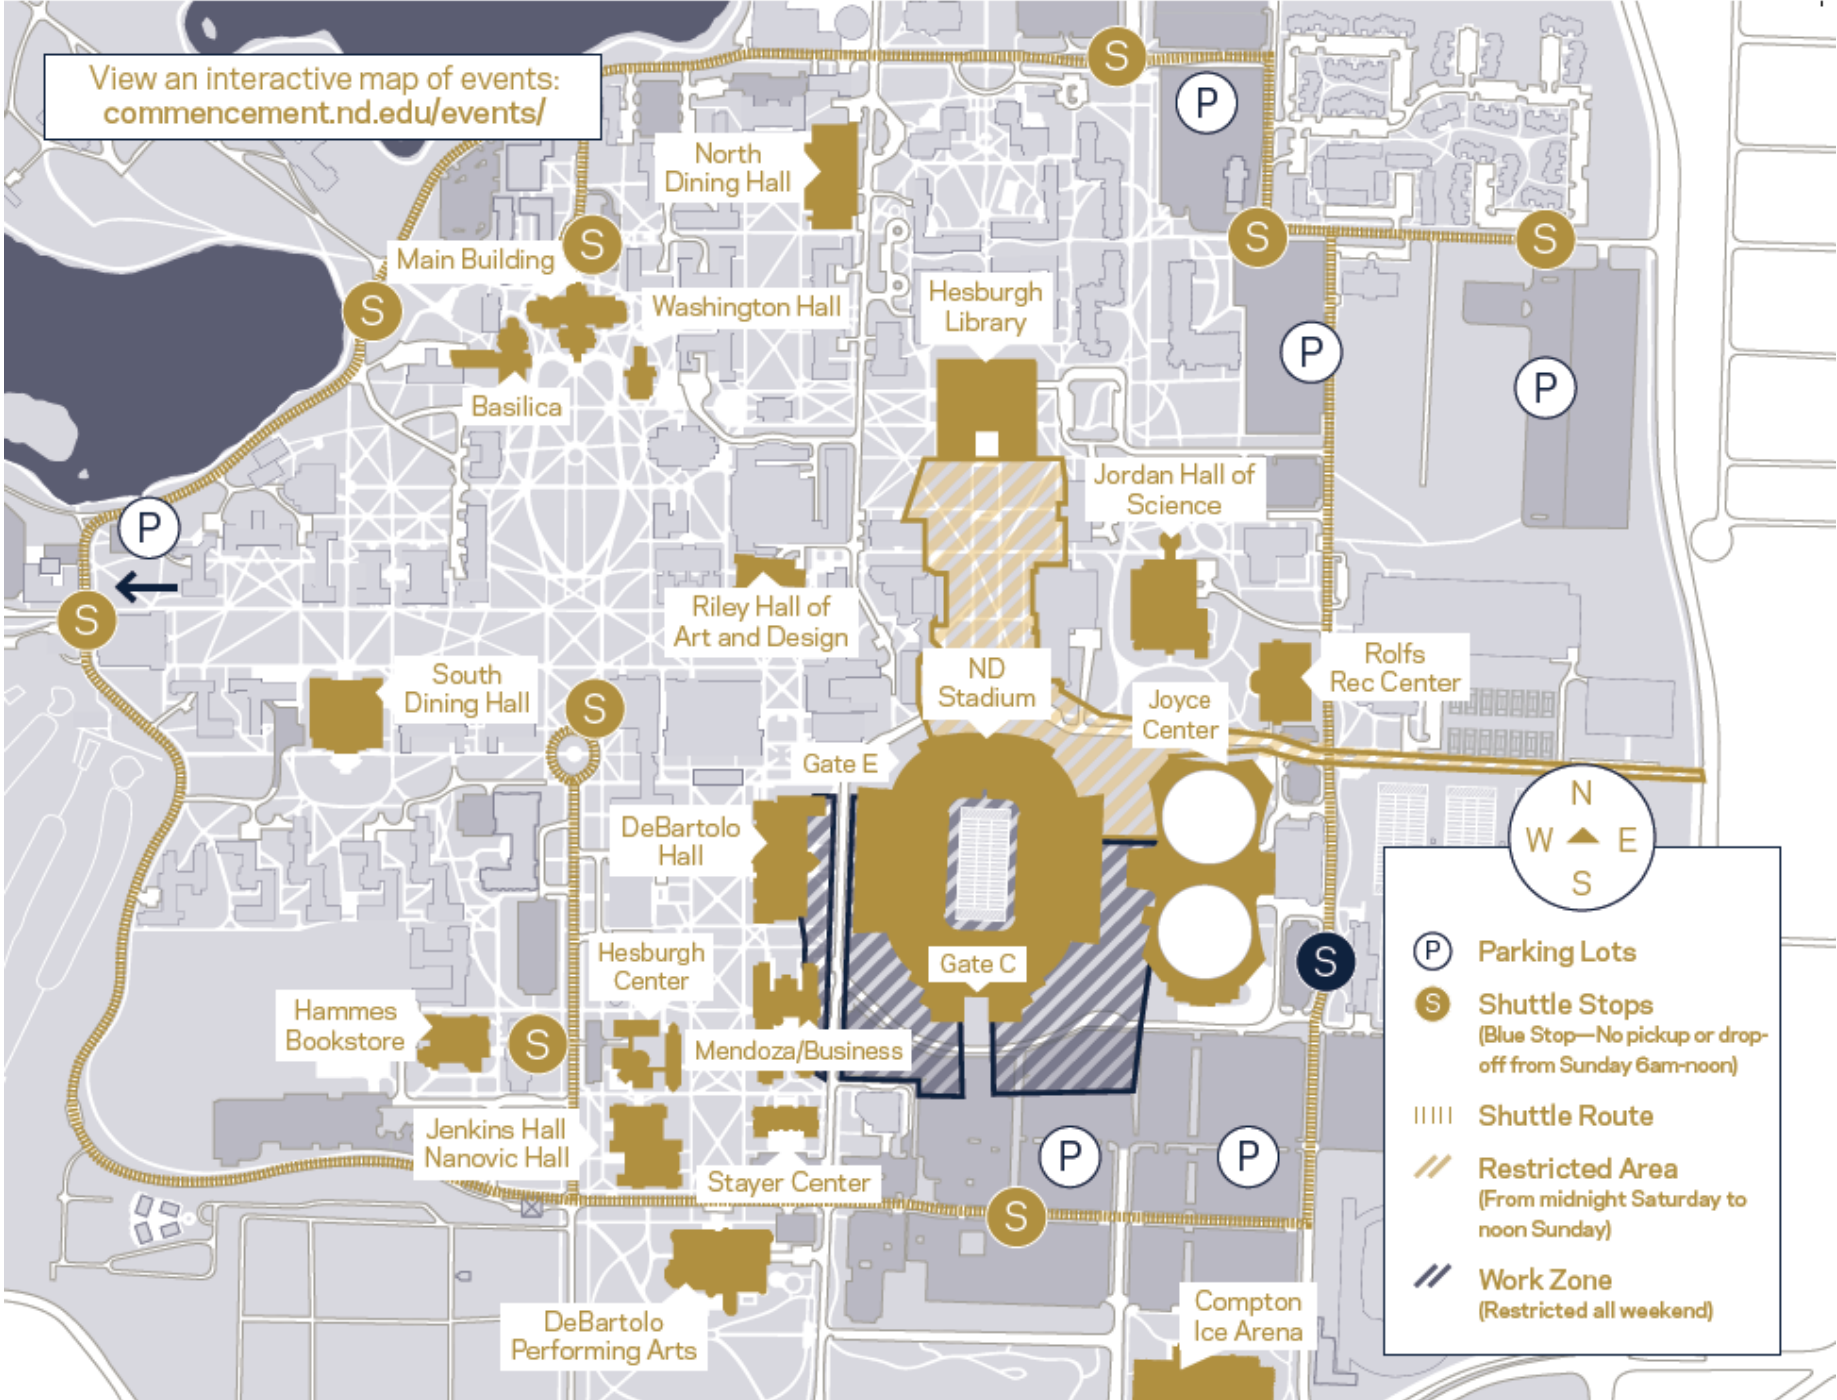 View an interactive map of events:
commencement.nd.edu/events/
S
P
North
Dining Hall
S
S
S
Main Building
S
Washington Hall
Hesburgh
Library
P
P
Basilica
Jordan Hall of
Science
P
S
Riley Hall of
Art and Design
Rolfs
Rec Center
ND
Stadium
South
Dining Hall
S
Joyce
Center
Gate E
DeBartolo
Hall
N
W E
S
Hesburgh
Center
Gate C
S
Hammes
Bookstore
S
Mendoza/Business
Jenkins Hall
Nanovic Hall
P
P
Stayer Center
S
DeBartolo
Performing Arts
Compton
Ice Arena
P Parking Lots
S Shuttle Stops
(Blue Stop—No pickup or drop-
off from Sunday 6am-noon)
Shuttle Route
Restricted Area
(From midnight Saturday to
noon Sunday)
Work Zone
(Restricted all weekend)